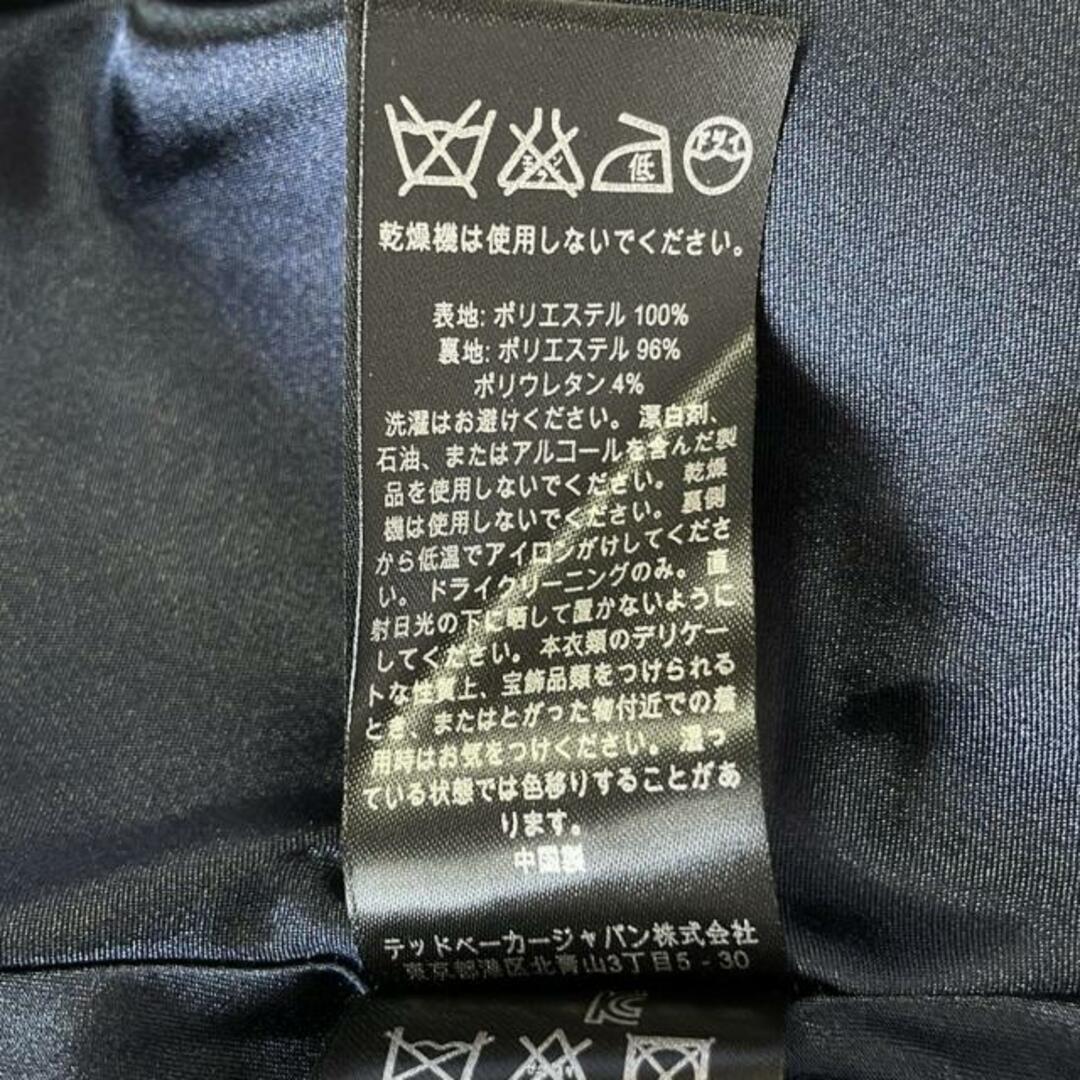 低 ドライ
乾燥機は使用しないでください。
表地: ポリエステル 100%
裏地: ポリエステル 96%
ポリウレタン 4%
洗濯はお避けください。 漂白剤、
石油、またはアルコールを含んだ製
品を使用しないでください。 乾燥
機は使用しないでください。 裏側
から低温でアイロンがけしてくださ
い。 ドライクリーニングのみ。 直
射日光の下に晒して置かないように
してください。 本衣類のデリケー
トな性質上、宝飾品類をつけられる
とき、またはとがった物付近での着
用時はお気をつけください。 湿っ
ている状態では色移りすることがあ
ります。
中国製
テッドベーカージャパン株式会社
東京都港区北青山3丁目5 - 30